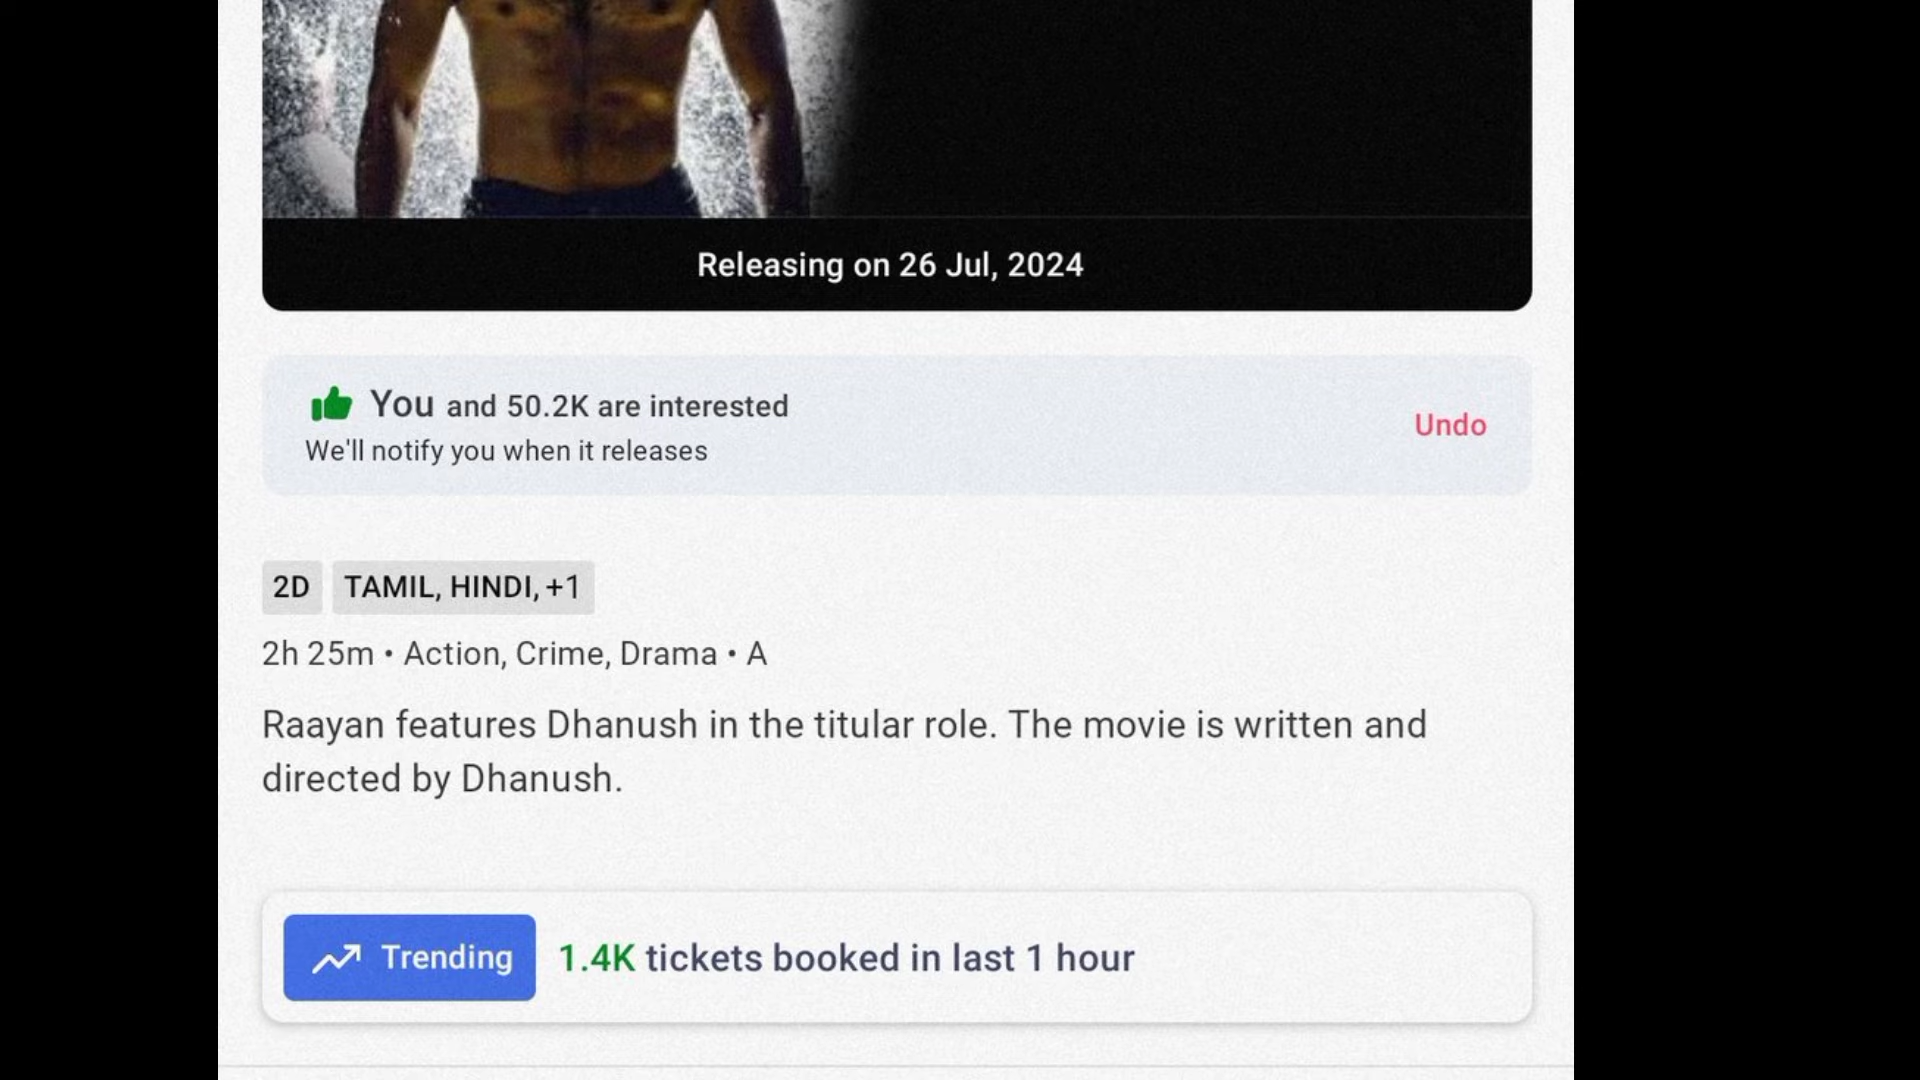 Releasing on 26 Jul, 2024
You and 50.2K are interested
We'll notify you when it releases
Undo
2D TAMIL, HINDI, +1
2h 25m • Action, Crime, Drama • A
Raayan features Dhanush in the titular role. The movie is written and
directed by Dhanush.
Trending 1.4K tickets booked in last 1 hour